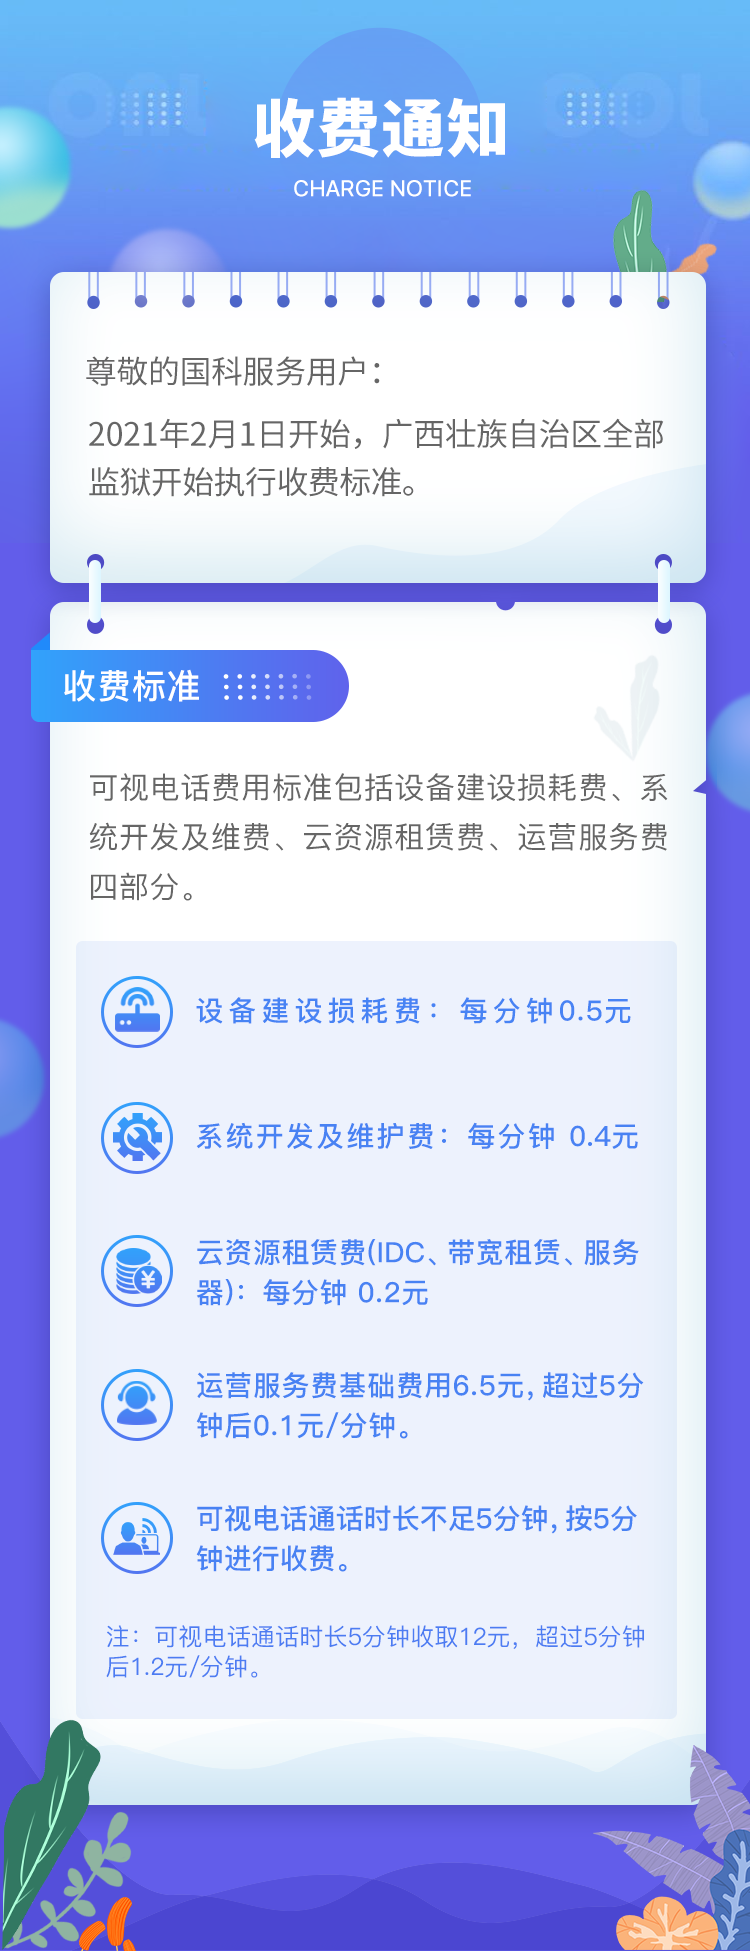 收费通知
CHARGE NOTICE
尊敬的国科服务用户：
2021年2月1日开始，广西壮族自治区全部
监狱开始执行收费标准。
收费标准
可视电话费用标准包括设备建设损耗费、系
统开发及维费、云资源租赁费、运营服务费
四部分。
设备建设损耗费：每分钟0.5元
系统开发及维护费：每分钟 0.4元
云资源租赁费(IDC、带宽租赁、服务
器)：每分钟 0.2元
运营服务费基础费用6.5元，超过5分
钟后0.1元/分钟。
可视电话通话时长不足5分钟，按5分
钟进行收费。
注：可视电话通话时长5分钟收取12元，超过5分钟
后1.2元/分钟。